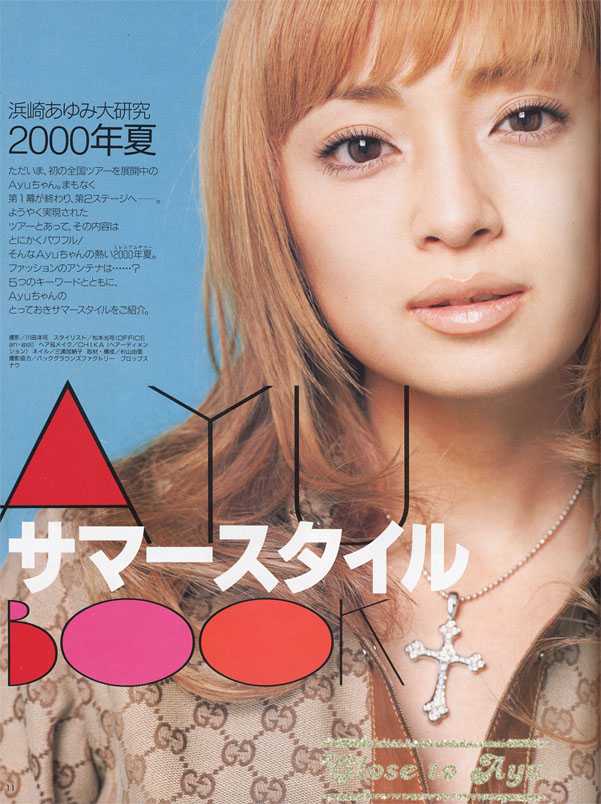 浜崎あゆみ大研究
2000年夏
ただいま、初の全国ツアーを展開中の
Ayuちゃん。まもなく
第1幕が終わり、第2ステージへ――。
ようやく実現された
ツアーとあって、その内容は
とにかくパワフル!
そんなAyuちゃんの熱い2000年夏。
ファッションのアンテナは……?
5つのキーワードとともに、
Ayuちゃんの
とっておきサマースタイルをご紹介。
AYU
サマースタイル
BOOK
Close to Ayu
11